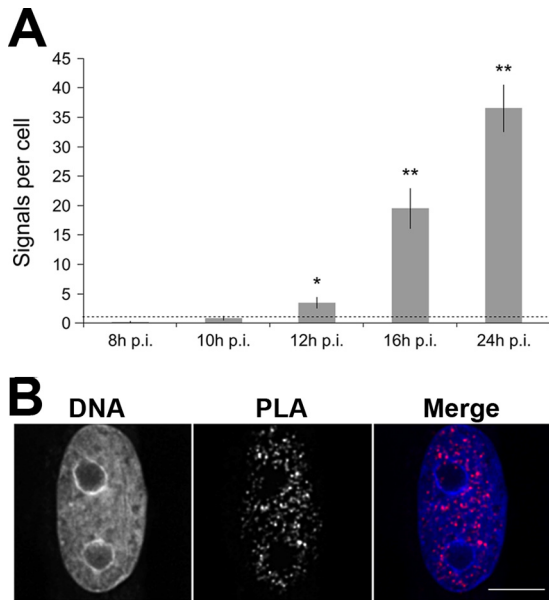 A
Signals per cell
45
40
35
30
25
20
15
10
5
0
*
**
**
8h p.i. 10h p.i. 12h p.i. 16h p.i. 24h p.i.
B
DNA PLA Merge